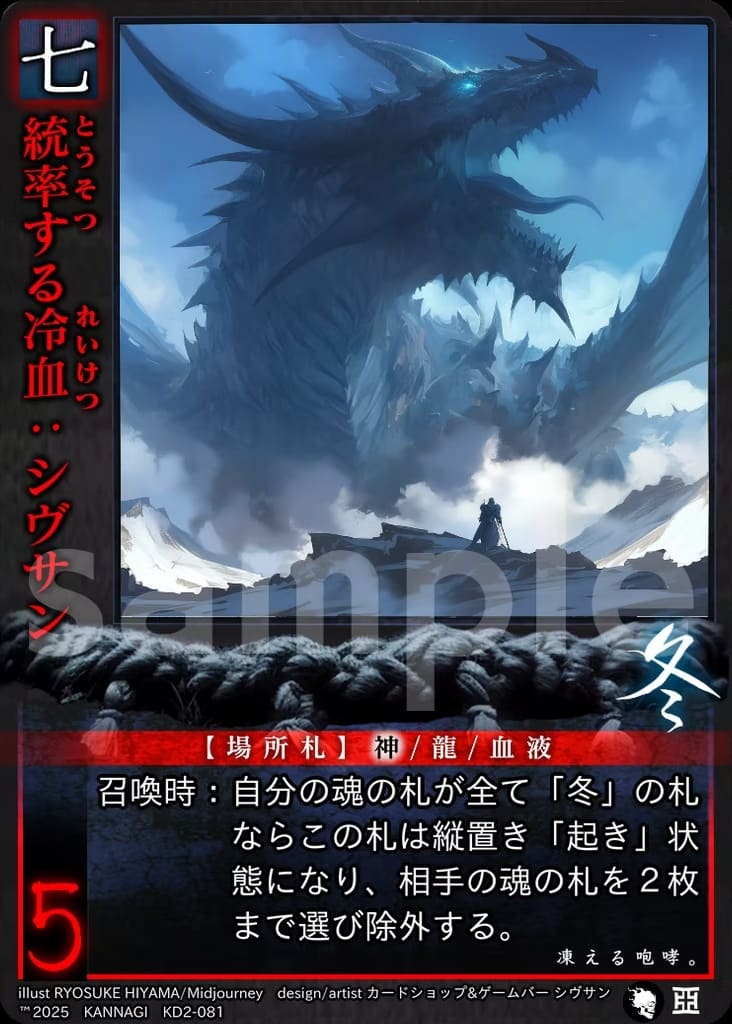 七
とうそつ れいけつ
統率する冷血:シヴサン
sample
冬
【場所札】神/龍/血液
召喚時:自分の魂の札が全て「冬」の札
ならこの札は縦置き「起き」状
態になり、相手の魂の札を2枚
まで選び除外する。
凍える咆哮。
5
illust RYOSUKE HIYAMA/Midjourney design/artist カードショップ&ゲームバー シヴサン
™2025 KANNAGI KD2-081